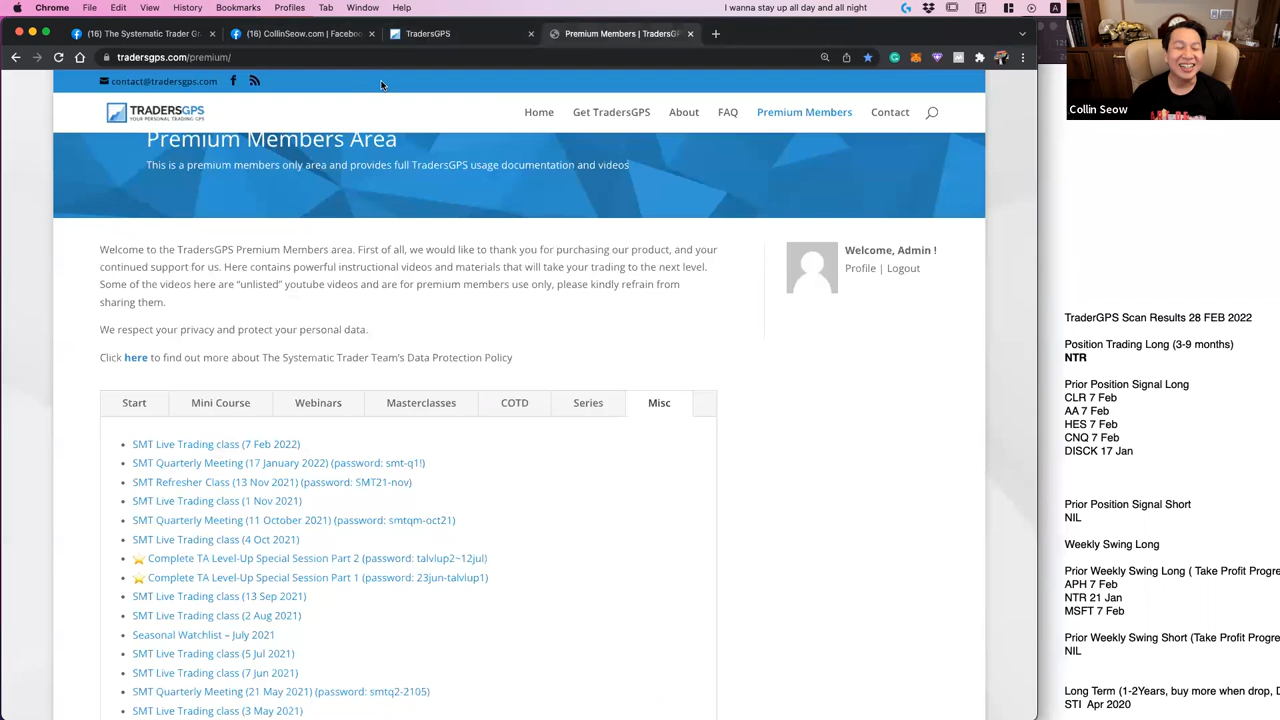 Chrome File Edit View History Bookmarks Profiles Tab Window Help I wanna stay up all day and all night
(16) The Systematic Trader Gr
(16) CollinSeow.com | Faceboo
TradersGPS
Premium Members | TradersGP
tradersgps.com/premium/
contact@tradersgps.com
TRADERSGPS
YOUR PERSONAL TRADING GPS
Home Get TradersGPS About FAQ Premium Members Contact
Premium Members Area
This is a premium members only area and provides full TradersGPS usage documentation and videos
Welcome to the TradersGPS Premium Members area. First of all, we would like to thank you for purchasing our product, and your
continued support for us. Here contains powerful instructional videos and materials that will take your trading to the next level.
Some of the videos here are “unlisted” youtube videos and are for premium members use only, please kindly refrain from
sharing them.
We respect your privacy and protect your personal data.
Click here to find out more about The Systematic Trader Team’s Data Protection Policy
Welcome, Admin !
Profile | Logout
Start Mini Course Webinars Masterclasses COTD Series Misc
SMT Live Trading class (7 Feb 2022)
SMT Quarterly Meeting (17 January 2022) (password: smt-q1!)
SMT Refresher Class (13 Nov 2021) (password: SMT21-nov)
SMT Live Trading class (1 Nov 2021)
SMT Quarterly Meeting (11 October 2021) (password: smtqm-oct21)
SMT Live Trading class (4 Oct 2021)
Complete TA Level-Up Special Session Part 2 (password: talvlup2~12jul)
Complete TA Level-Up Special Session Part 1 (password: 23jun-talvlup1)
SMT Live Trading class (13 Sep 2021)
SMT Live Trading class (2 Aug 2021)
Seasonal Watchlist – July 2021
SMT Live Trading class (5 Jul 2021)
SMT Live Trading class (7 Jun 2021)
SMT Quarterly Meeting (21 May 2021) (password: smtq2-2105)
SMT Live Trading class (3 May 2021)
Collin Seow
TraderGPS Scan Results 28 FEB 2022
Position Trading Long (3-9 months)
NTR
Prior Position Signal Long
CLR 7 Feb
AA 7 Feb
HES 7 Feb
CNQ 7 Feb
DISCK 17 Jan
Prior Position Signal Short
NIL
Weekly Swing Long
Prior Weekly Swing Long ( Take Profit Progre
APH 7 Feb
NTR 21 Jan
MSFT 7 Feb
Prior Weekly Swing Short (Take Profit Progre
NIL
Long Term (1-2Years, buy more when drop, D
STI Apr 2020